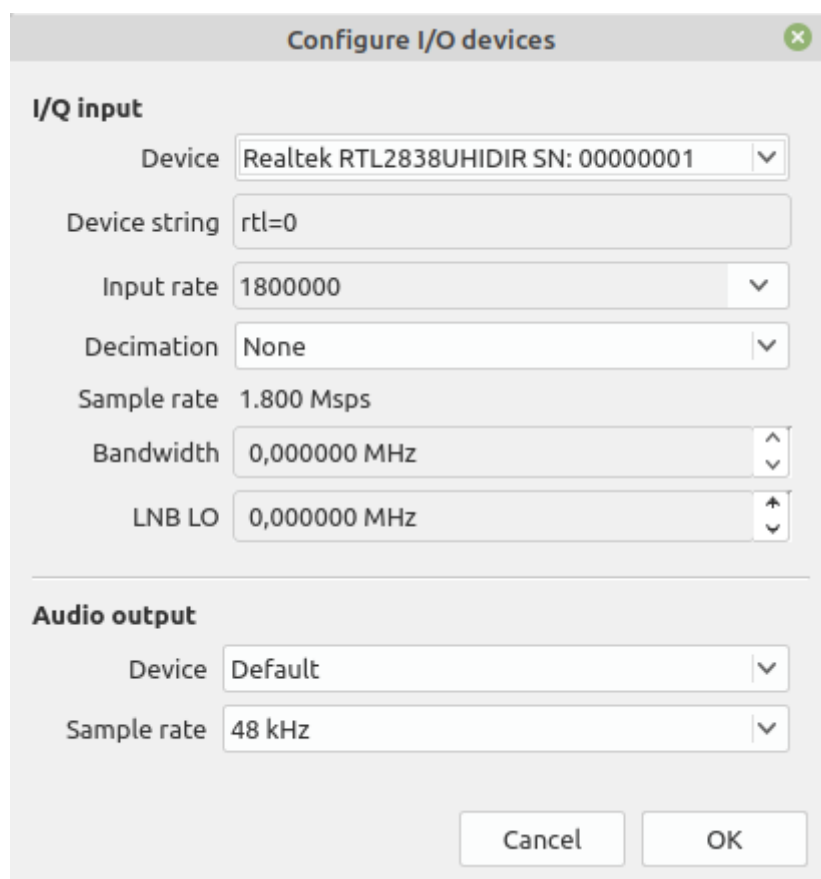 Configure I/O devices
I/Q input
Device Realtek RTL2838UHIDIR SN: 00000001
Device string rtl=0
Input rate 1800000
Decimation None
Sample rate 1.800 Msps
Bandwidth 0,000000 MHz
LNB LO 0,000000 MHz
Audio output
Device Default
Sample rate 48 kHz
Cancel OK